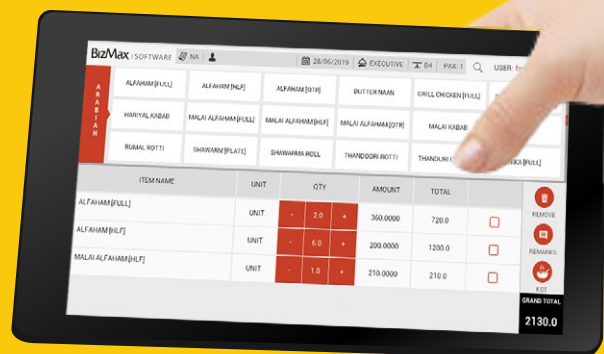 BizMax | SOFTWARE NA 28/06/2019 EXECUTIVE 04 PAX: 1 USER:
ARABIAN
ALFAHAM [FULL] ALFAHAM [HLF] ALFAHAM [QTR] BUTTER NAAN GRILL CHICKEN [FULL]
HARIYAL KABAB MALAI ALFAHAM [FULL] MALAI ALFAHAM [HLF] MALAI ALFAHAM [QTR] MALAI KABAB
RUMAL ROTTI SHAWARM [PLATE] SHAWARMA ROLL THANDOORI ROTTI THANDURI [FULL]
ITEM NAME UNIT QTY AMOUNT TOTAL
ALFAHAM [FULL] UNIT - 2.0 + 360.0000 720.0
ALFAHAM [HLF] UNIT - 6.0 + 200.0000 1200.0
MALAI ALFAHAM [HLF] UNIT - 1.0 + 210.0000 210.0
REMOVE
REMARKS
KOT
GRAND TOTAL
2130.0